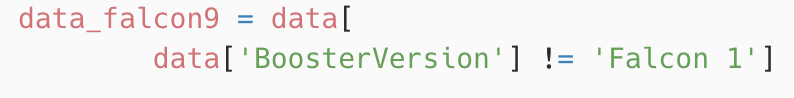 data_falcon9 = data[
        data['BoosterVersion'] != 'Falcon 1']